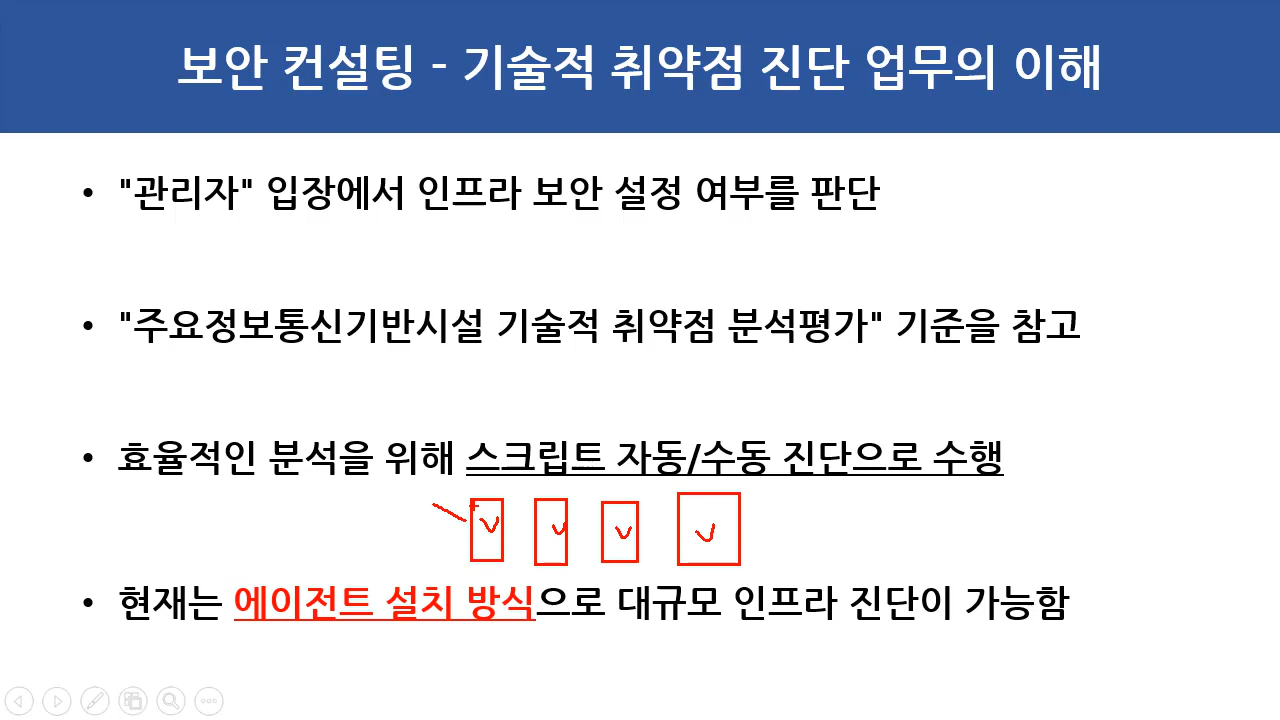 보안 컨설팅 - 기술적 취약점 진단 업무의 이해
• "관리자" 입장에서 인프라 보안 설정 여부를 판단
• "주요정보통신기반시설 기술적 취약점 분석평가" 기준을 참고
• 효율적인 분석을 위해 스크립트 자동/수동 진단으로 수행
• 현재는 에이전트 설치 방식으로 대규모 인프라 진단이 가능함